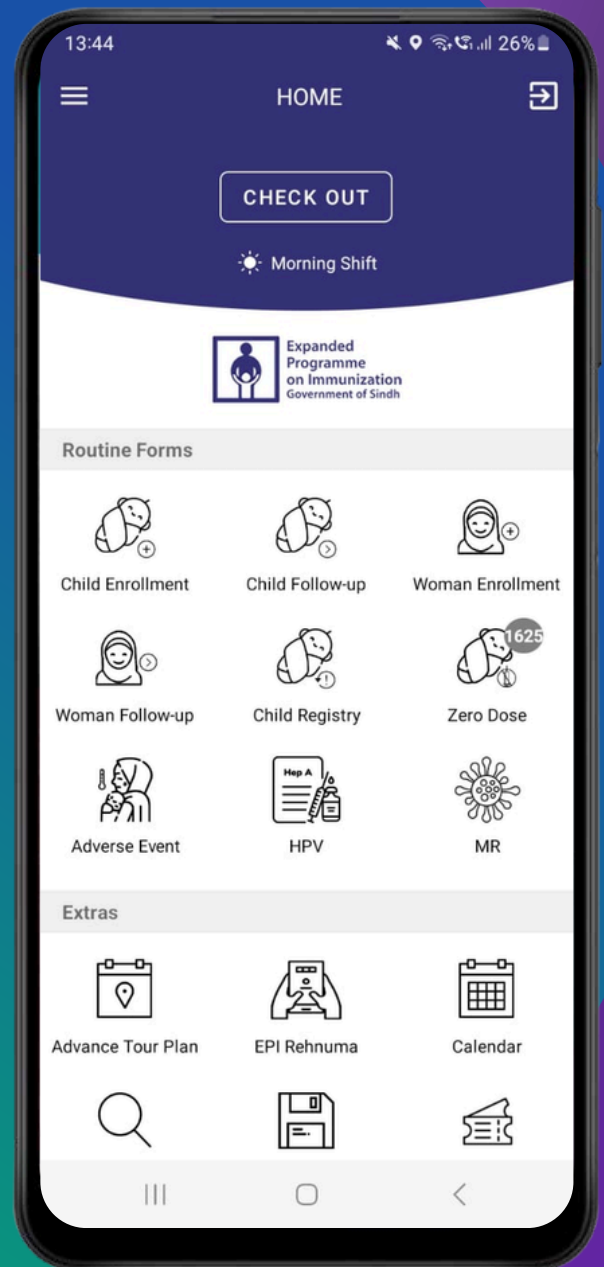 13:44
26%
HOME
CHECK OUT
Morning Shift
Expanded
Programme
on Immunization
Government of Sindh
Routine Forms
Child Enrollment
Child Follow-up
Woman Enrollment
1625
Woman Follow-up
Child Registry
Zero Dose
Hep A
Adverse Event
HPV
MR
Extras
Advance Tour Plan
EPI Rehnuma
Calendar